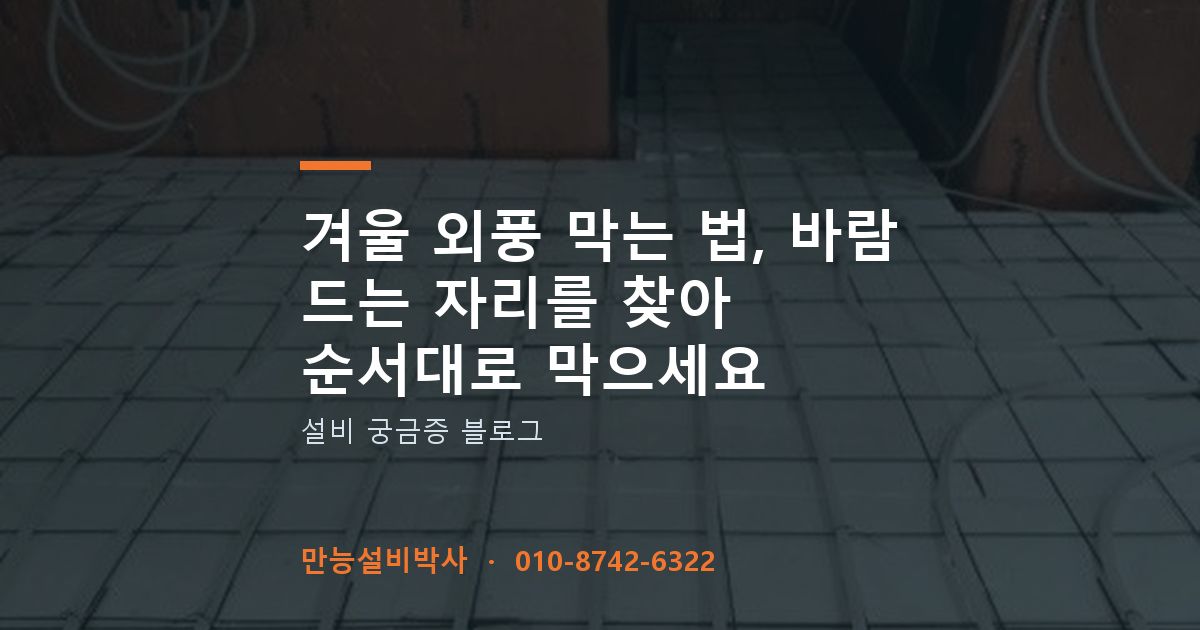 겨울 외풍 막는 법, 바람
드는 자리를 찾아
순서대로 막으세요
설비 궁금증 블로그
만능설비박사 · 010-8742-6322